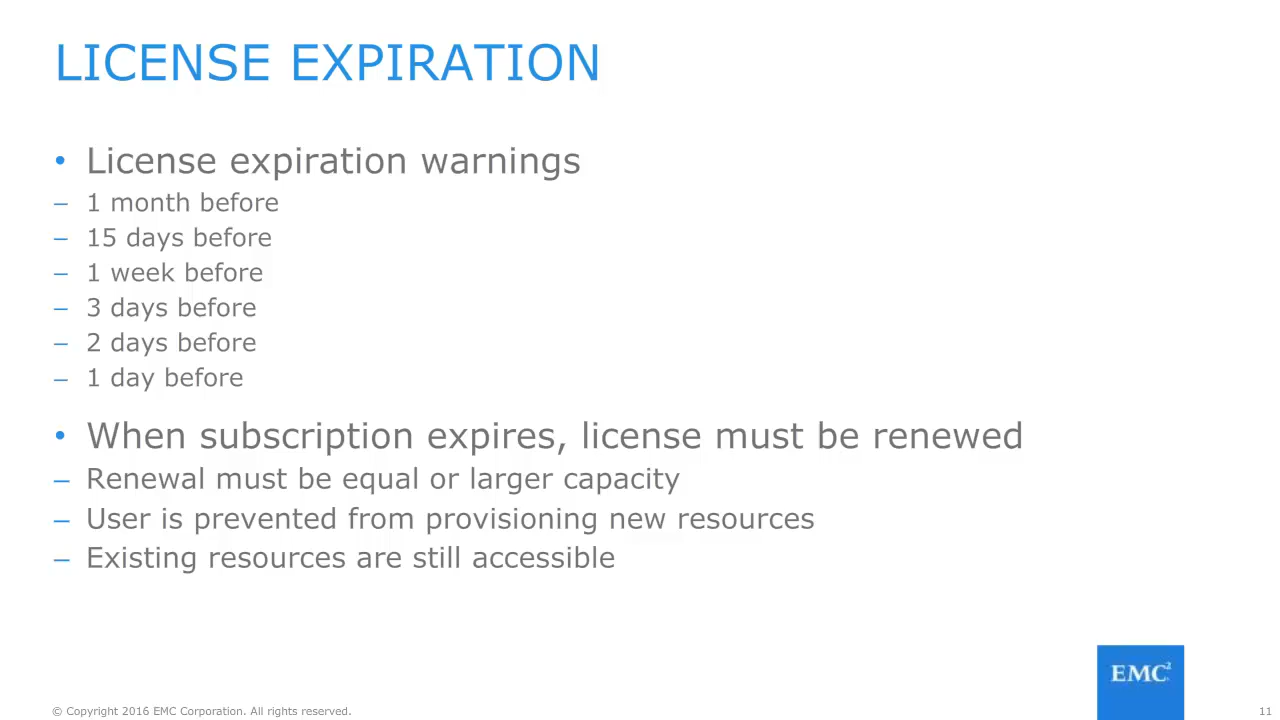 LICENSE EXPIRATION
• License expiration warnings
– 1 month before
– 15 days before
– 1 week before
– 3 days before
– 2 days before
– 1 day before
• When subscription expires, license must be renewed
– Renewal must be equal or larger capacity
– User is prevented from provisioning new resources
– Existing resources are still accessible
EMC²
© Copyright 2016 EMC Corporation. All rights reserved.
11